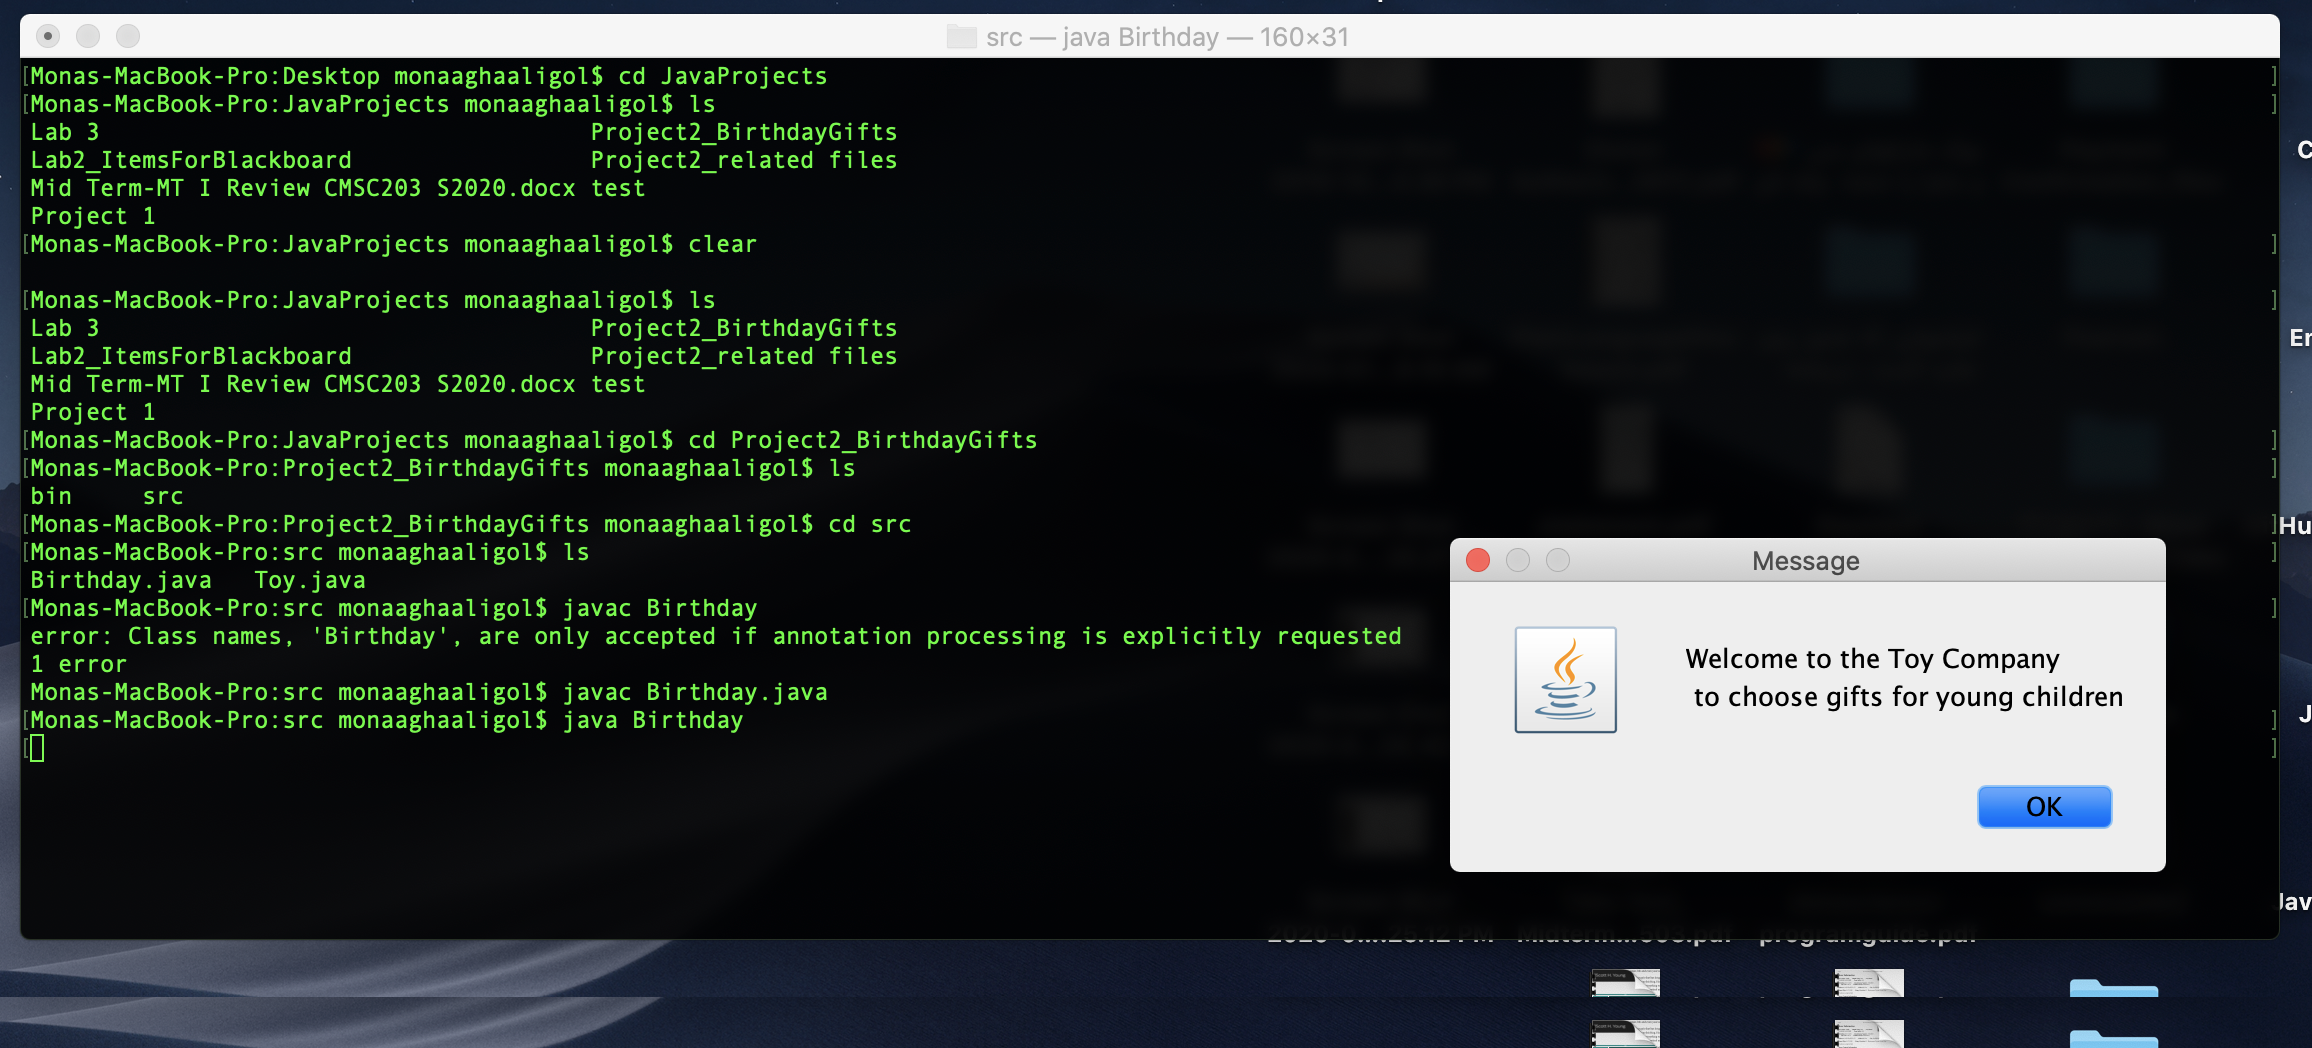 src — java Birthday — 160×31
[Monas-MacBook-Pro:Desktop monaaghaaligol$ cd JavaProjects ]
[Monas-MacBook-Pro:JavaProjects monaaghaaligol$ ls ]
Lab 3 Project2_BirthdayGifts
Lab2_ItemsForBlackboard Project2_related files
Mid Term-MT I Review CMSC203 S2020.docx test
Project 1
[Monas-MacBook-Pro:JavaProjects monaaghaaligol$ clear ]
[Monas-MacBook-Pro:JavaProjects monaaghaaligol$ ls ]
Lab 3 Project2_BirthdayGifts
Lab2_ItemsForBlackboard Project2_related files
Mid Term-MT I Review CMSC203 S2020.docx test
Project 1
[Monas-MacBook-Pro:JavaProjects monaaghaaligol$ cd Project2_BirthdayGifts ]
[Monas-MacBook-Pro:Project2_BirthdayGifts monaaghaaligol$ ls ]
bin src
[Monas-MacBook-Pro:Project2_BirthdayGifts monaaghaaligol$ cd src ]
[Monas-MacBook-Pro:src monaaghaaligol$ ls ]
Birthday.java Toy.java
[Monas-MacBook-Pro:src monaaghaaligol$ javac Birthday ]
error: Class names, 'Birthday', are only accepted if annotation processing is explicitly requested
1 error
Monas-MacBook-Pro:src monaaghaaligol$ javac Birthday.java
[Monas-MacBook-Pro:src monaaghaaligol$ java Birthday ]
[ ]
Message
Welcome to the Toy Company
to choose gifts for young children
OK
programguide.pdf